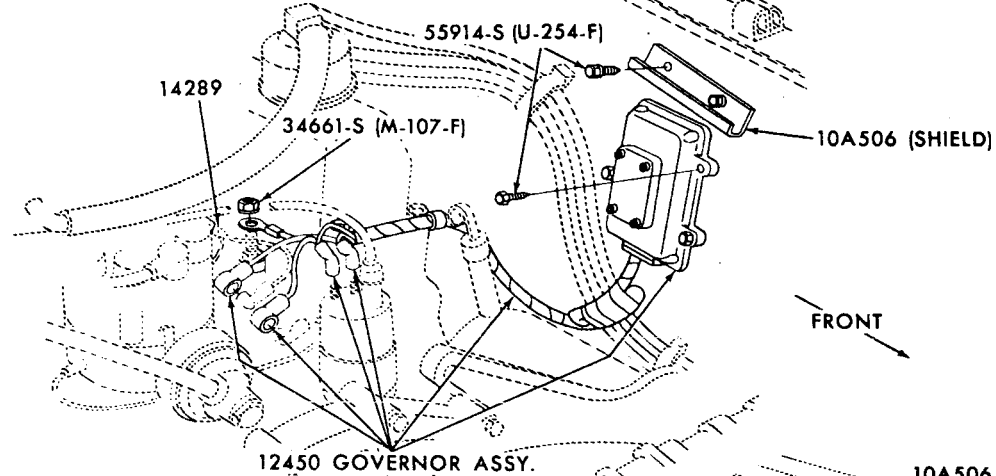 55914-S (U-254-F)
14289
34661-S (M-107-F)
10A506 (SHIELD)
FRONT
12450 GOVERNOR ASSY.
10A506